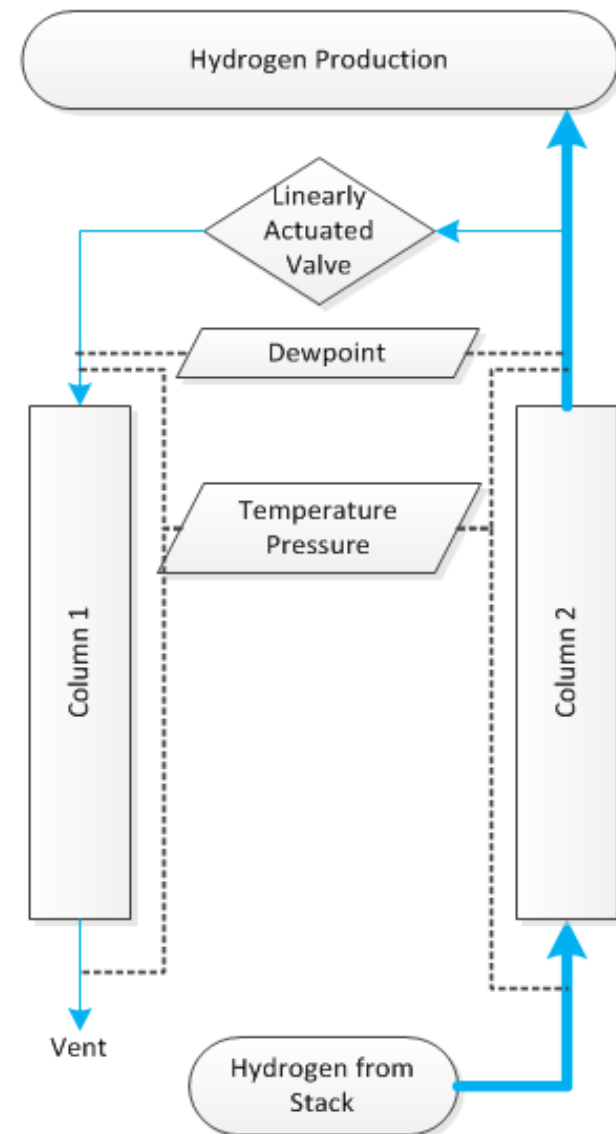 Hydrogen Production
Linearly
Actuated
Valve
Dewpoint
Temperature
Pressure
Column 1
Column 2
Vent
Hydrogen from
Stack